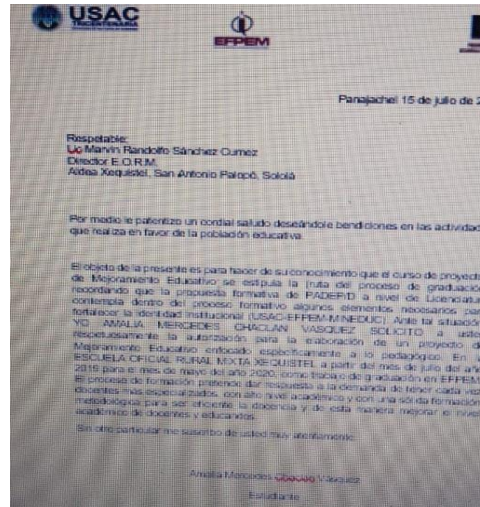 USAC
TRICENTENARIA
EFPEM
Panajachel 15 de julio de 2
Respetable:
Lic Marvin Randolfo Sánchez Cumez
Director E.O.R.M.
Aldea Xequistel, San Antonio Palopó, Sololá
Por medio le patentizo un cordial saludo deseándole bendiciones en las actividad
que realiza en favor de la población educativa.
El objeto de la presente es para hacer de su conocimiento que el curso de proyect
de Mejoramiento Educativo se estipula la ruta del proceso de graduación
recordando que la propuesta formativa de PADEP/D a nivel de Licenciatur
contempla dentro del proceso formativo algunos elementos necesarios par
fortalecer la identidad institucional (USAC-EFPEM-MINEDUC). Ante tal situación
YO AMALIA MERCEDES CHACLAN VASQUEZ SOLICITO a usted
respetuosamente la autorización para la elaboración de un proyecto d
Mejoramiento Educativo enfocado específicamente a lo pedagógico. En
ESCUELA OFICIAL RURAL MIXTA XEQUISTEL a partir del mes de julio del añ
2019 para el mes de mayo del año 2020, como trabajo de graduación en EFPEM
El proceso de formación pretende dar respuesta a la demanda de tener cada vez
docentes más especializados, con alto nivel académico y con una sólida formación
metodológica para ser eficiente la docencia y de esta manera mejorar el nivel
académico de docentes y educandos.
Sin otro particular me suscribo de usted muy atentamente.
Amalia Mercedes Chaclán Vásquez
Estudiante